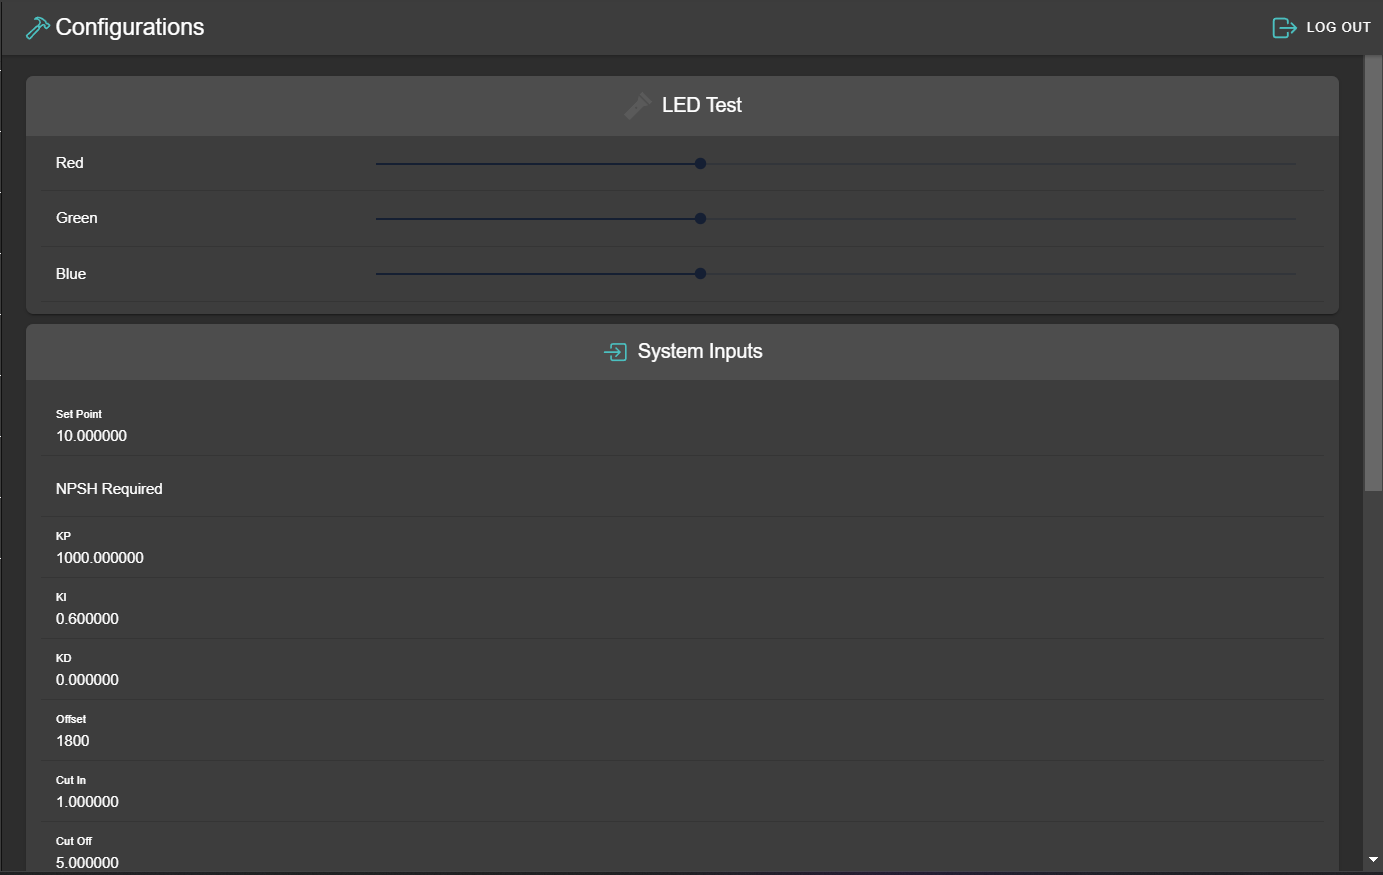 Configurations
LOG OUT
LED Test
Red
Green
Blue
System Inputs
Set Point
10.000000
NPSH Required
KP
1000.000000
KI
0.600000
KD
0.000000
Offset
1800
Cut In
1.000000
Cut Off
5.000000